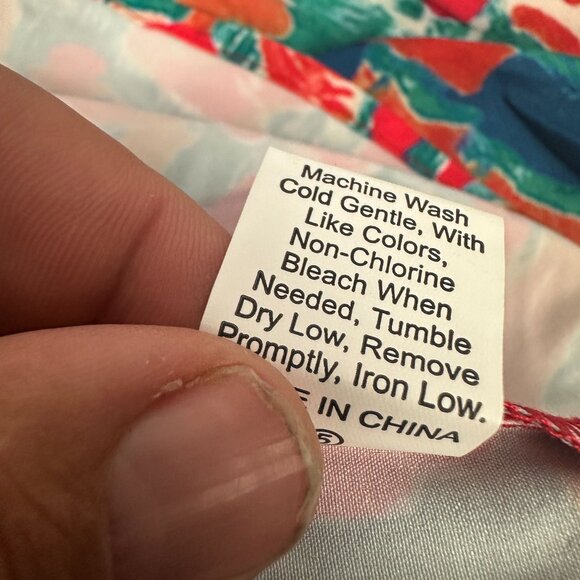 Machine Wash
Cold Gentle, With
Like Colors,
Non-Chlorine
Bleach When
Needed, Tumble
Dry Low, Remove
Promptly, Iron Low.
E IN CHINA